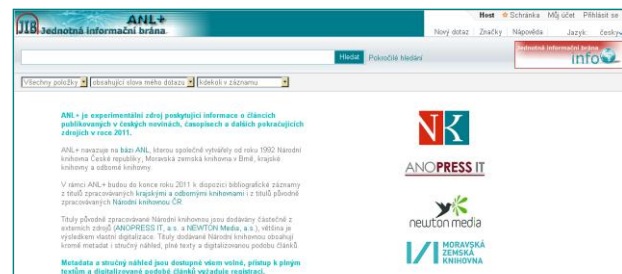 JIB Jednotná informační brána
ANL+
Host Schránka Můj účet Přihlásit se
Nový dotaz Značky Nápověda Jazyk: česky
Hledat Pokročilé hledání
Jednotná informační brána
info
Všechny položky obsahující slova mého dotazu kdekoli v záznamu
ANL+ je experimentální zdroj poskytující informace o článcích
publikovaných v českých novinách, časopisech a dalších pokračujících
zdrojích v roce 2011.
ANL+ navazuje na bázi ANL, kterou společně vytvářely od roku 1992 Národní
knihovna České republiky, Moravská zemská knihovna v Brně, krajské
knihovny a odborné knihovny.
V rámci ANL+ budou do konce roku 2011 k dispozici bibliografické záznamy
z titulů zpracovávaných krajskými a odbornými knihovnami i z titulů původně
zpracovávaných Národní knihovnou ČR
Tituly původně zpracovávané Národní knihovnou jsou dodávány částečně z
externích zdrojů (ANOPRESS IT, a.s. a NEWTON Media, a.s.), většina je
výsledkem vlastní digitalizace. Tituly dodávané Národní knihovnou obsahují
kromě metadat i stručný náhled, plné texty a digitalizovanou podobu článků.
Metadata a stručný náhled jsou dostupné všem volně, přístup k plným
textům a digitalizované podobě článků vyžaduje registraci.
NK
ANOPRESS IT
newton media
MORAVSKÁ
ZEMSKÁ
KNIHOVNA